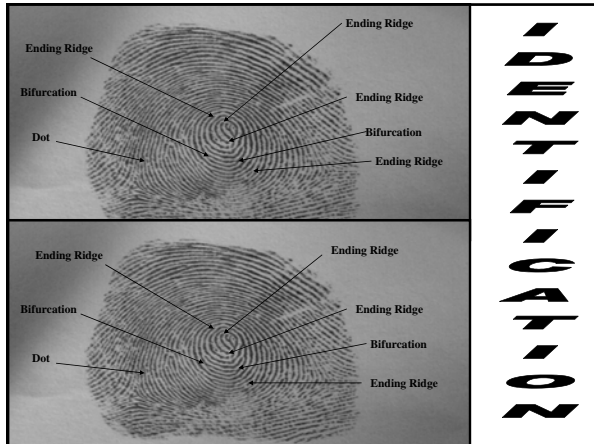 Ending Ridge
Ending Ridge
Bifurcation
Ending Ridge
Bifurcation
Dot
Ending Ridge
Ending Ridge
Ending Ridge
Bifurcation
Ending Ridge
Bifurcation
Dot
Ending Ridge
IDENTIFICATION